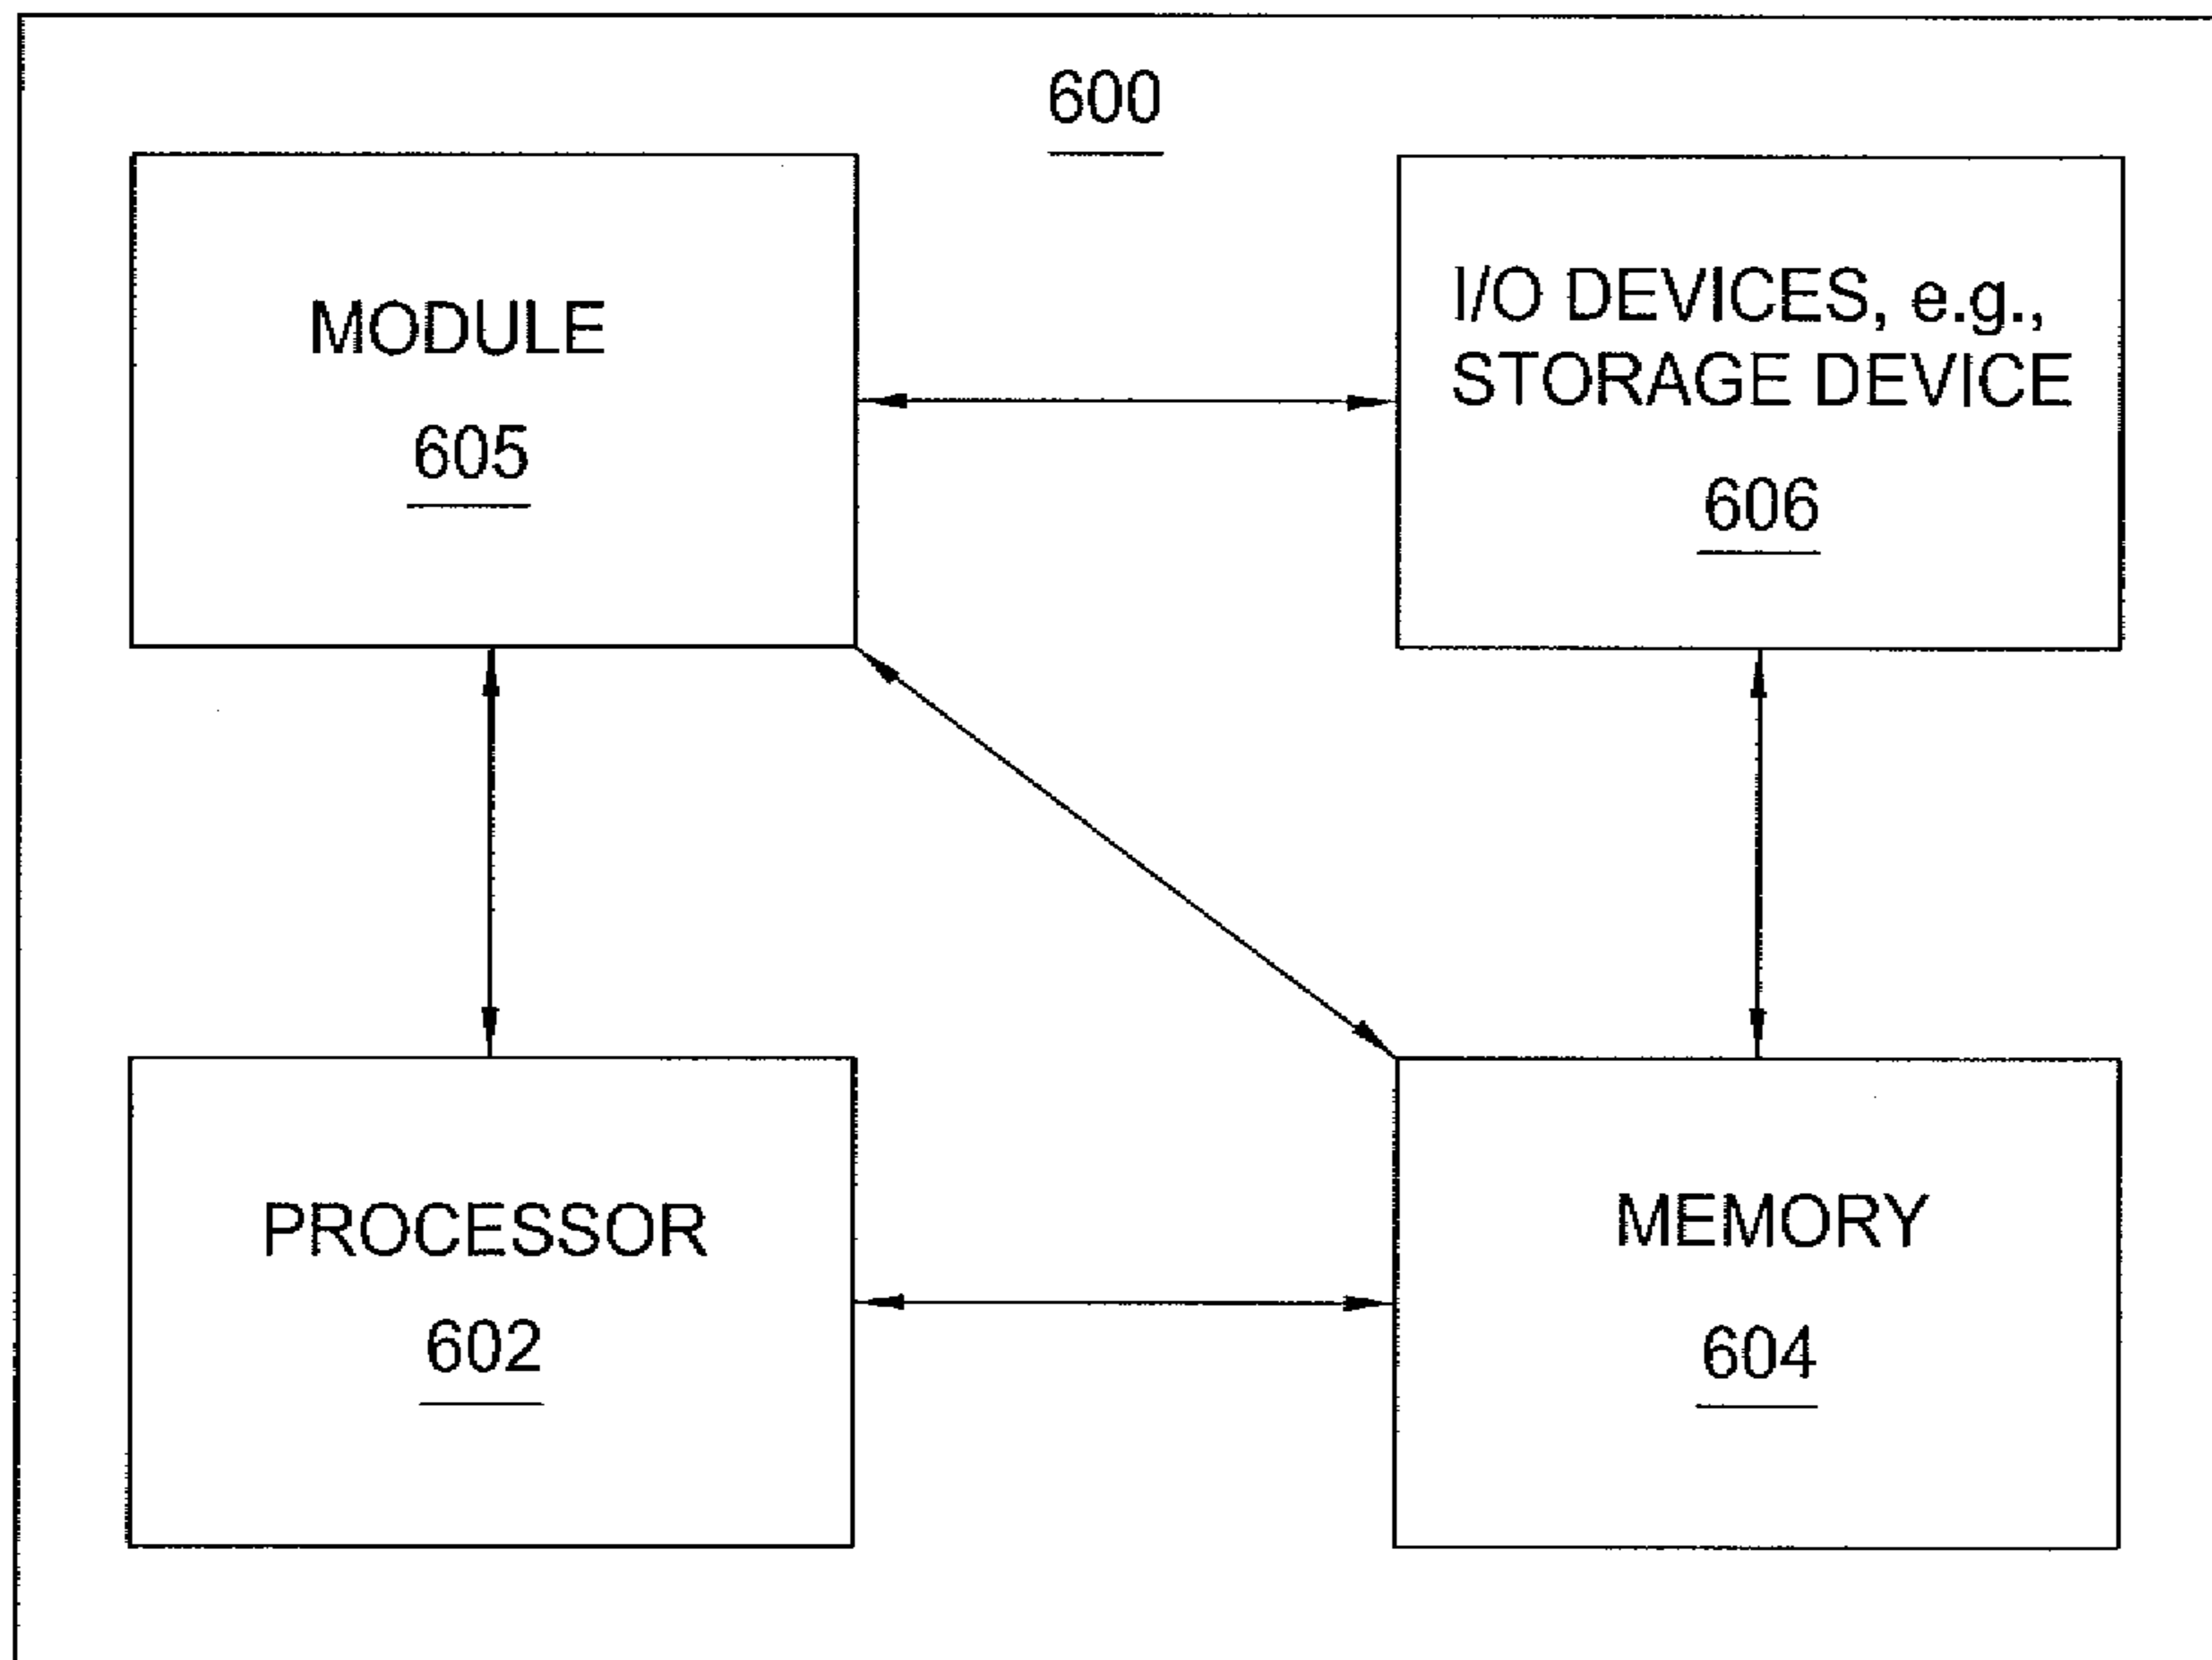 600
MODULE
605
I/O DEVICES, e.g.,
STORAGE DEVICE
606
PROCESSOR
602
MEMORY
604